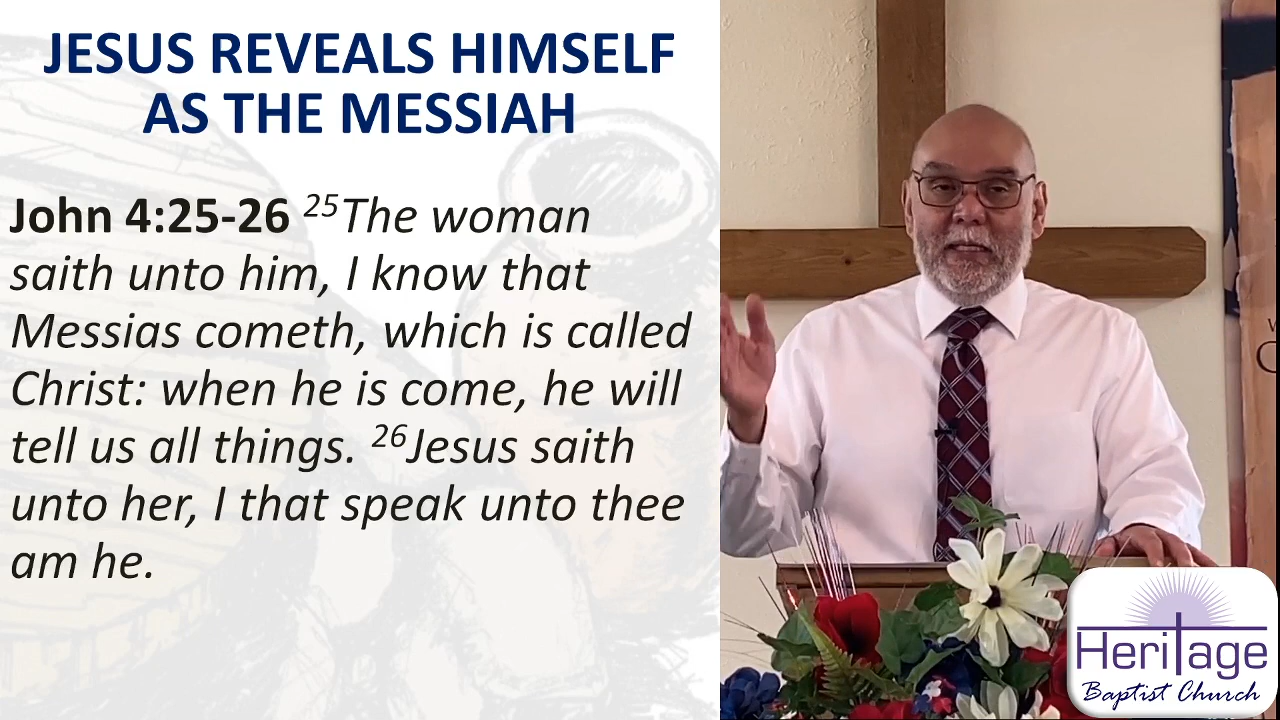 JESUS REVEALS HIMSELF
AS THE MESSIAH
John 4:25-26 25The woman
saith unto him, I know that
Messias cometh, which is called
Christ: when he is come, he will
tell us all things. 26Jesus saith
unto her, I that speak unto thee
am he.
Heritage
Baptist Church